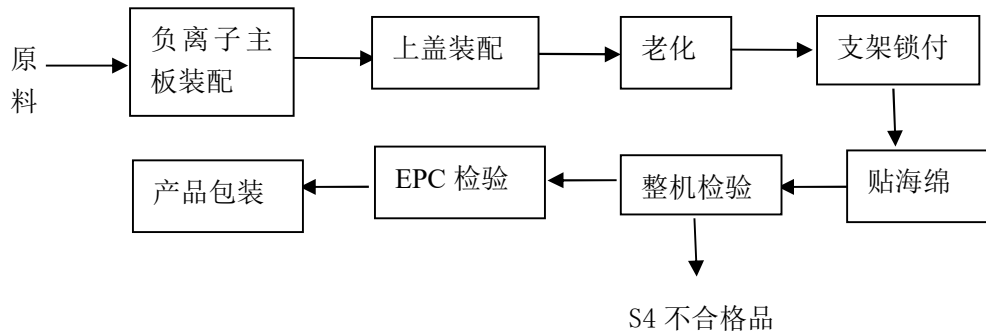 原
料
负离子主
板装配
上盖装配
老化
支架锁付
产品包装
EPC 检验
整机检验
贴海绵
S4 不合格品